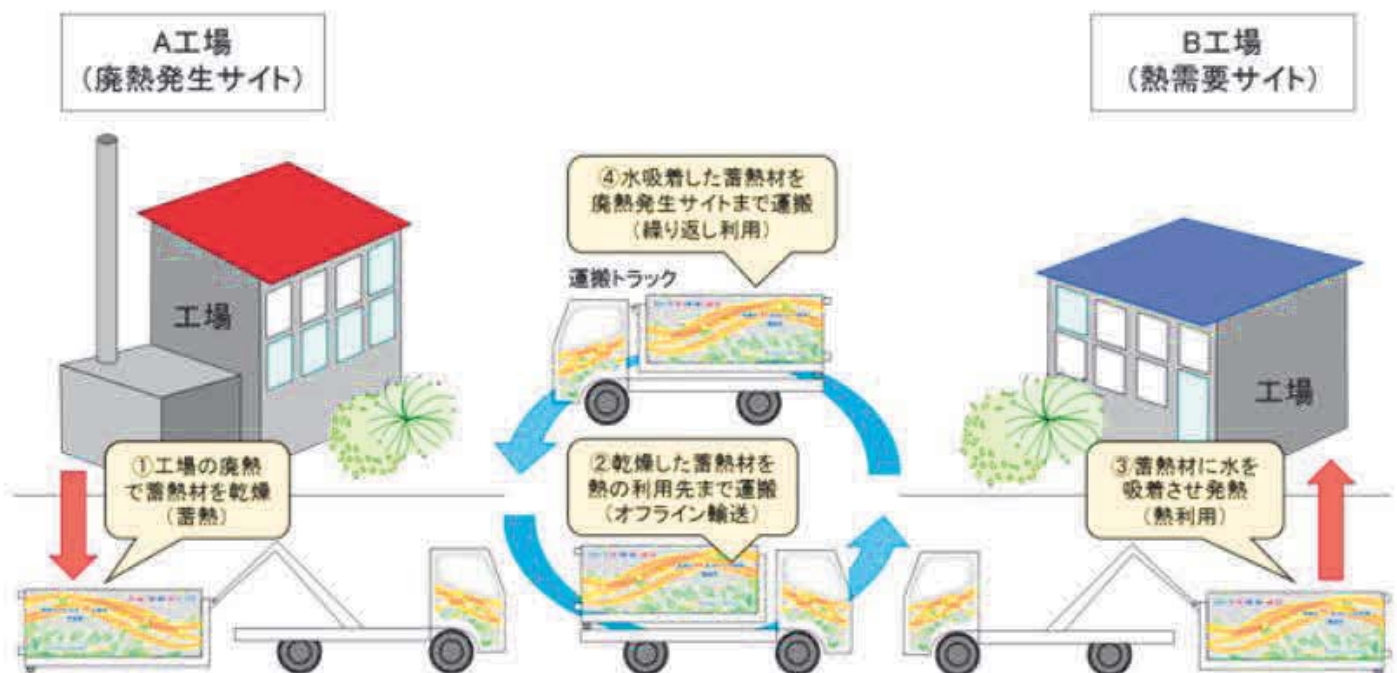 A工場
(廃熱発生サイト)
B工場
(熱需要サイト)
④水吸着した蓄熱材を
廃熱発生サイトまで運搬
(繰り返し利用)
運搬トラック
工場
工場
①工場の廃熱
で蓄熱材を乾燥
(蓄熱)
②乾燥した蓄熱材を
熱の利用先まで運搬
(オフライン輸送)
③蓄熱材に水を
吸着させ発熱
(熱利用)